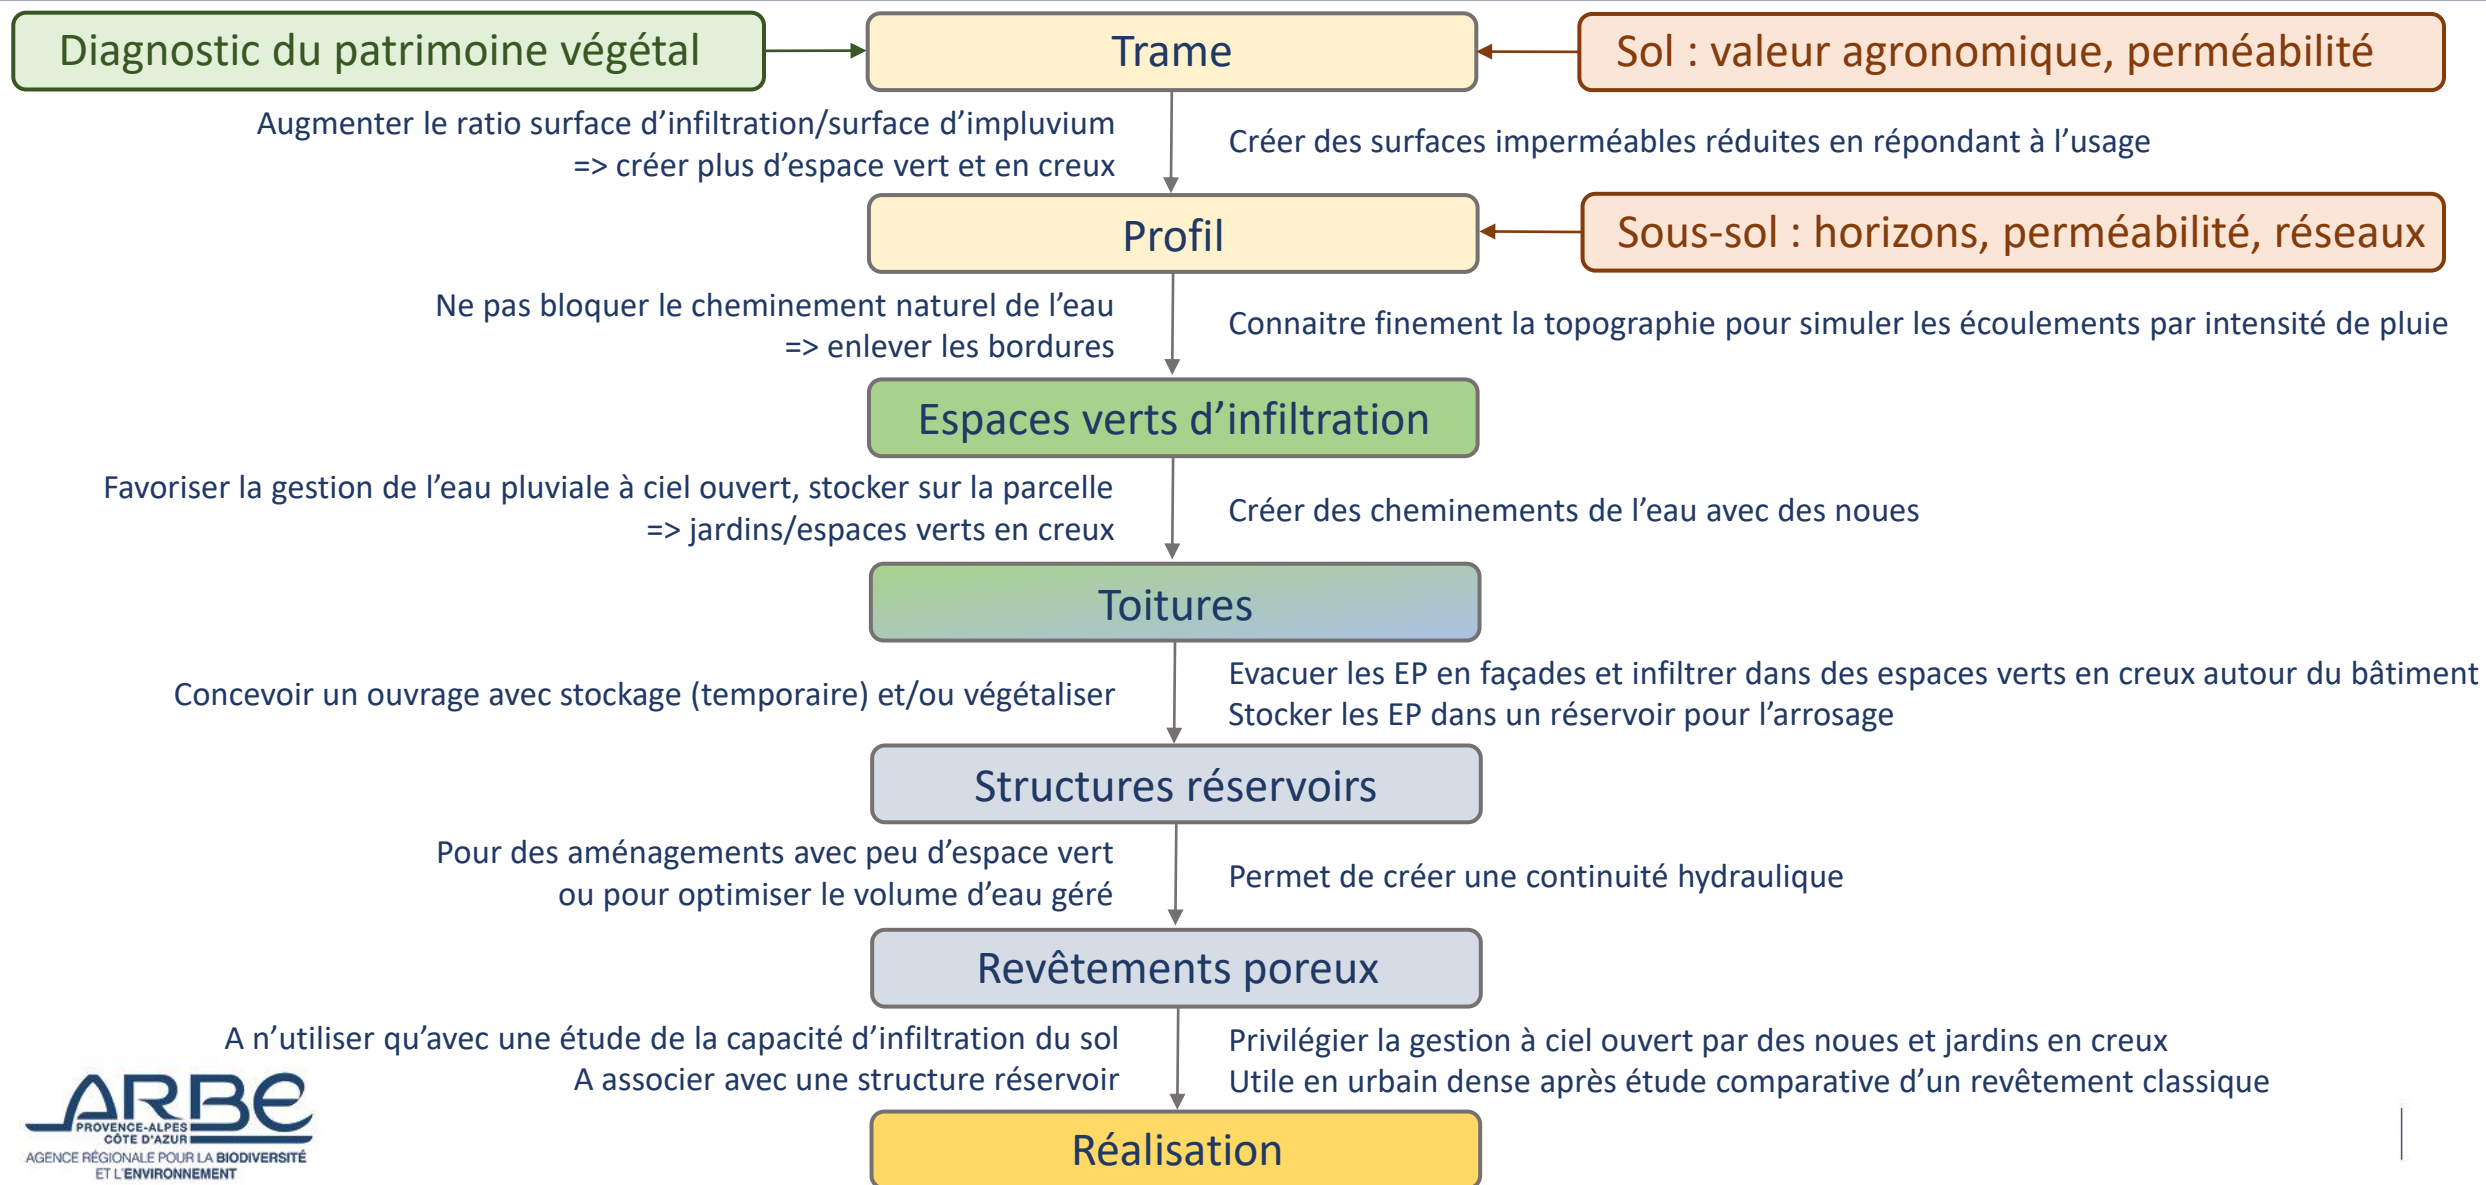 Diagnostic du patrimoine végétal
Trame
Sol : valeur agronomique, perméabilité
Augmenter le ratio surface d’infiltration/surface d’impluvium
=> créer plus d’espace vert et en creux
Créer des surfaces imperméables réduites en répondant à l’usage
Profil
Sous-sol : horizons, perméabilité, réseaux
Ne pas bloquer le cheminement naturel de l’eau
=> enlever les bordures
Connaitre finement la topographie pour simuler les écoulements par intensité de pluie
Espaces verts d’infiltration
Favoriser la gestion de l’eau pluviale à ciel ouvert, stocker sur la parcelle
=> jardins/espaces verts en creux
Créer des cheminements de l’eau avec des noues
Toitures
Concevoir un ouvrage avec stockage (temporaire) et/ou végétaliser
Evacuer les EP en façades et infiltrer dans des espaces verts en creux autour du bâtiment
Stocker les EP dans un réservoir pour l’arrosage
Structures réservoirs
Pour des aménagements avec peu d’espace vert
ou pour optimiser le volume d’eau géré
Permet de créer une continuité hydraulique
Revêtements poreux
A n’utiliser qu’avec une étude de la capacité d’infiltration du sol
A associer avec une structure réservoir
Privilégier la gestion à ciel ouvert par des noues et jardins en creux
Utile en urbain dense après étude comparative d’un revêtement classique
Réalisation
ARBE
PROVENCE-ALPES
CÔTE D'AZUR
AGENCE RÉGIONALE POUR LA BIODIVERSITÉ
ET L'ENVIRONNEMENT